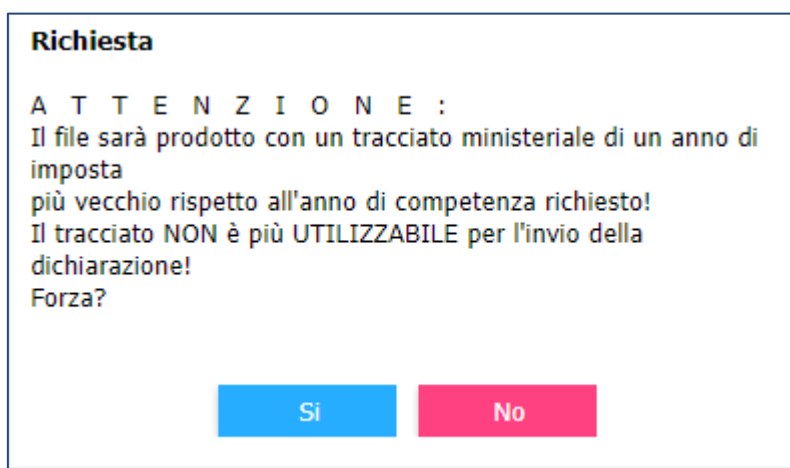 Richiesta
A T T E N Z I O N E :
Il file sarà prodotto con un tracciato ministeriale di un anno di
imposta
più vecchio rispetto all'anno di competenza richiesto!
Il tracciato NON è più UTILIZZABILE per l'invio della
dichiarazione!
Forza?
Si No